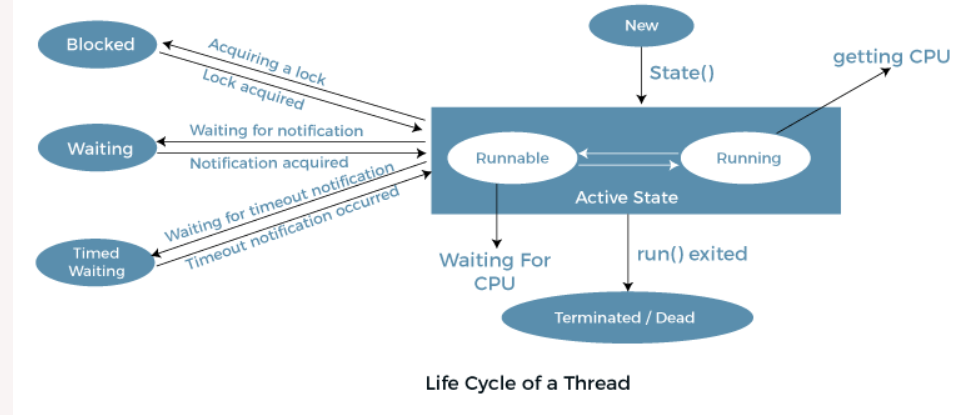 New
Blocked
Acquiring a lock
Lock acquired
State()
getting CPU
Waiting
Waiting for notification
Notification acquired
Runnable
Running
Active State
Waiting for timeout notification
Timeout notification occurred
Timed
Waiting
Waiting For
CPU
run() exited
Terminated / Dead
Life Cycle of a Thread